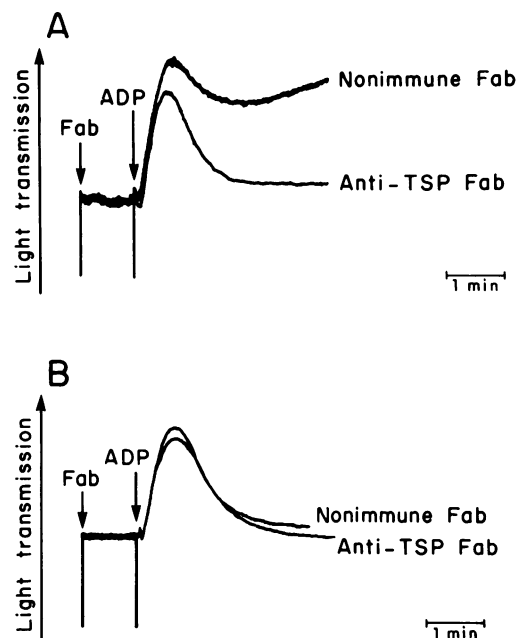 A
Light transmission
Fab
ADP
Nonimmune Fab
Anti-TSP Fab
1 min
B
Light transmission
Fab
ADP
Nonimmune Fab
Anti-TSP Fab
1 min